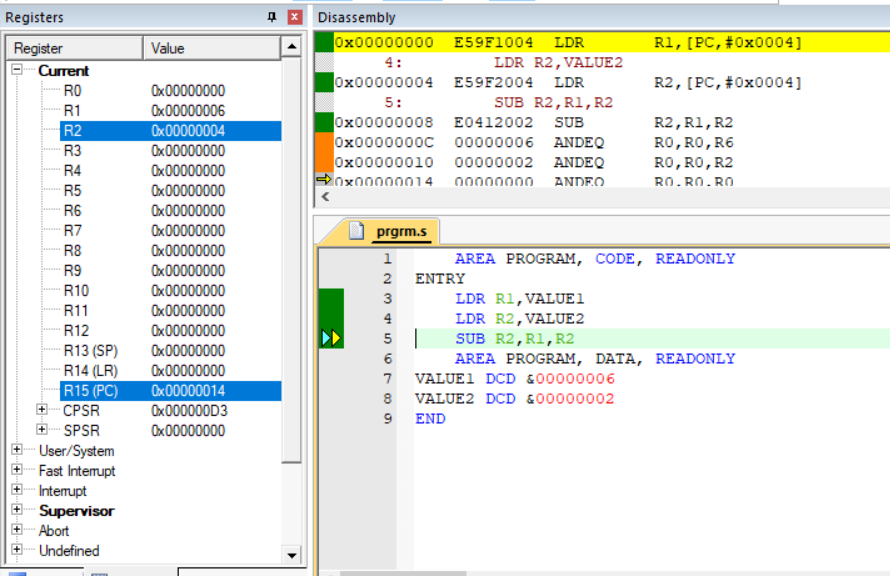 Registers
Register Value
Current
R0 0x00000000
R1 0x00000006
R2 0x00000004
R3 0x00000000
R4 0x00000000
R5 0x00000000
R6 0x00000000
R7 0x00000000
R8 0x00000000
R9 0x00000000
R10 0x00000000
R11 0x00000000
R12 0x00000000
R13 (SP) 0x00000000
R14 (LR) 0x00000000
R15 (PC) 0x00000014
CPSR 0x000000D3
SPSR 0x00000000
User/System
Fast Interrupt
Interrupt
Supervisor
Abort
Undefined
Disassembly
0x00000000 E59F1004 LDR R1,[PC,#0x0004]
4: LDR R2,VALUE2
0x00000004 E59F2004 LDR R2,[PC,#0x0004]
5: SUB R2,R1,R2
0x00000008 E0412002 SUB R2,R1,R2
0x0000000C 00000006 ANDEQ R0,R0,R6
0x00000010 00000002 ANDEQ R0,R0,R2
0x00000014 00000000 ANDEQ R0,R0,R0
prgrm.s
1 AREA PROGRAM, CODE, READONLY
2 ENTRY
3 LDR R1,VALUE1
4 LDR R2,VALUE2
5 SUB R2,R1,R2
6 AREA PROGRAM, DATA, READONLY
7 VALUE1 DCD &00000006
8 VALUE2 DCD &00000002
9 END